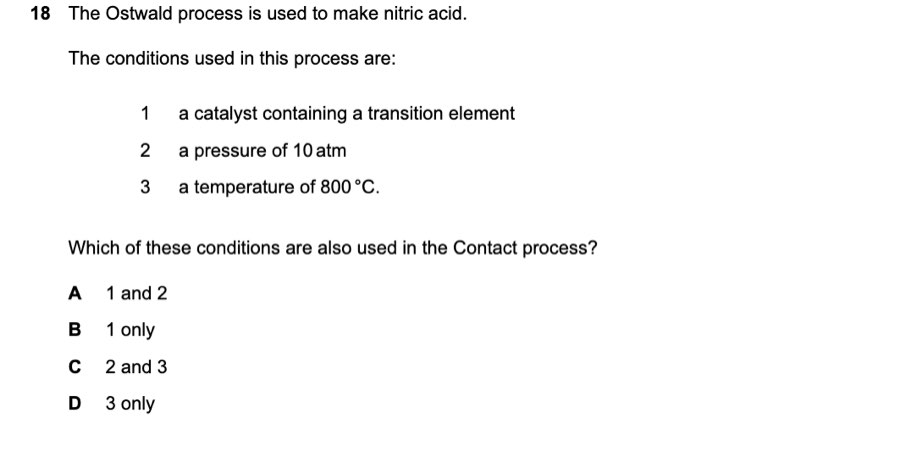 18 The Ostwald process is used to make nitric acid.
The conditions used in this process are:
1 a catalyst containing a transition element
2 a pressure of 10 atm
3 a temperature of 800 °C.
Which of these conditions are also used in the Contact process?
A 1 and 2
B 1 only
C 2 and 3
D 3 only